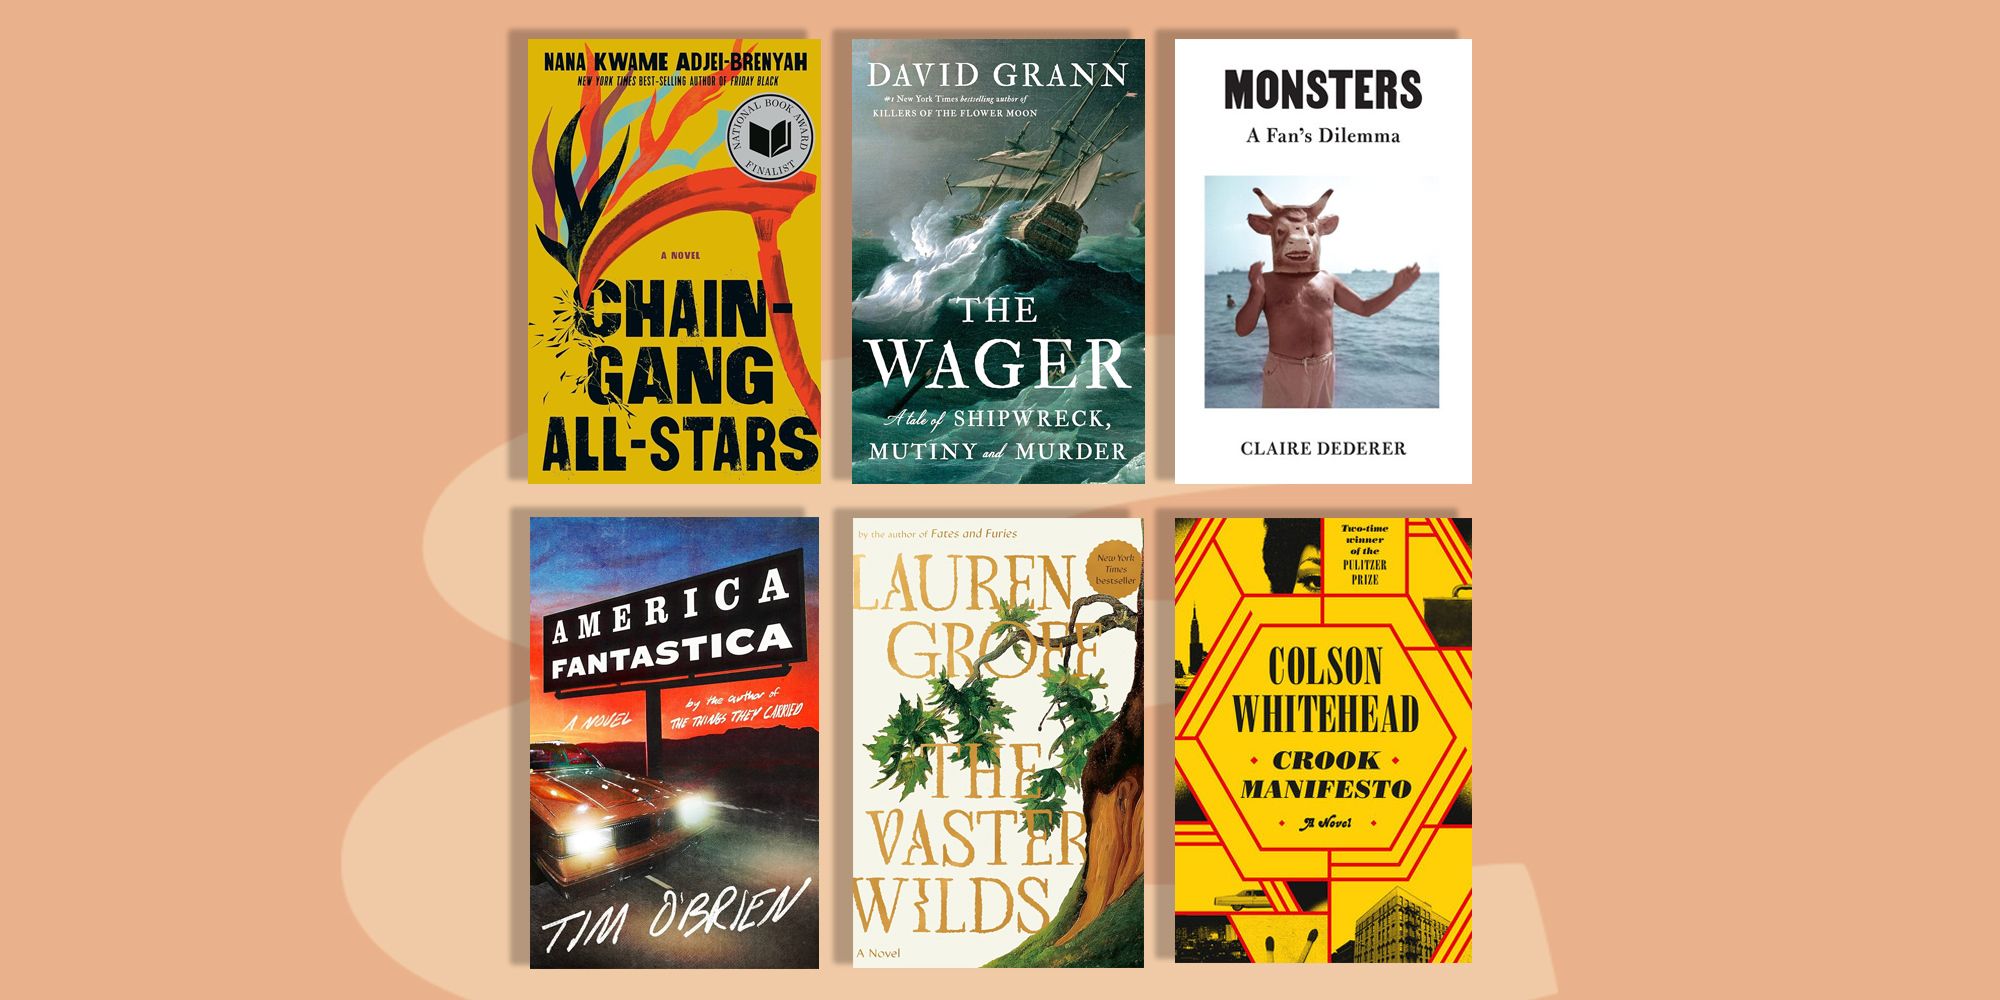 NANA KWAME ADJEI-BRENYAH
NEW YORK TIMES BEST-SELLING AUTHOR OF FRIDAY BLACK
NATIONAL BOOK AWARD
FINALIST
A NOVEL
CHAIN-
GANG
ALL-STARS
DAVID GRANN
#1 New York Times bestselling author of
KILLERS OF THE FLOWER MOON
THE
WAGER
A tale of SHIPWRECK,
MUTINY and MURDER
MONSTERS
A Fan's Dilemma
CLAIRE DEDERER
AMERICA
FANTASTICA
A NOVEL
by the author of
THE THINGS THEY CARRIED
TIM O'BRIEN
by the author of Fates and Furies
New York
Times
bestseller
LAUREN
GROFF
THE
VASTER
WILDS
A Novel
Two-time
winner
of the
PULITZER
PRIZE
COLSON
WHITEHEAD
CROOK
MANIFESTO
A Novel